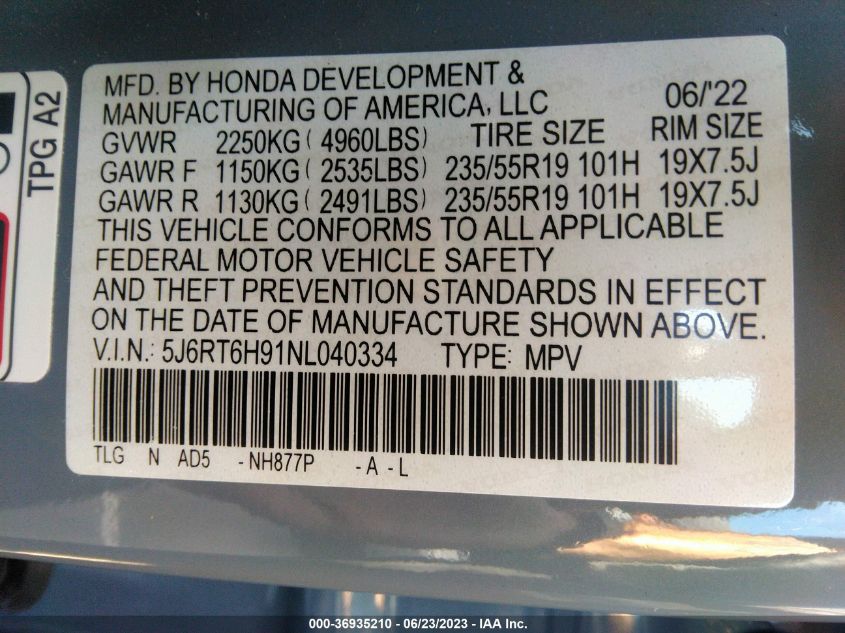 MFD. BY HONDA DEVELOPMENT &
MANUFACTURING OF AMERICA, LLC 06/'22
GVWR 2250KG ( 4960LBS) TIRE SIZE RIM SIZE
GAWR F 1150KG ( 2535LBS) 235/55R19 101H 19X7.5J
GAWR R 1130KG ( 2491LBS) 235/55R19 101H 19X7.5J
THIS VEHICLE CONFORMS TO ALL APPLICABLE
FEDERAL MOTOR VEHICLE SAFETY
AND THEFT PREVENTION STANDARDS IN EFFECT
ON THE DATE OF MANUFACTURE SHOWN ABOVE.
V.I.N.: 5J6RT6H91NL040334 TYPE: MPV
TLG N AD5 -NH877P -A -L
TPG A2
000-36935210 - 06/23/2023 - IAA Inc.